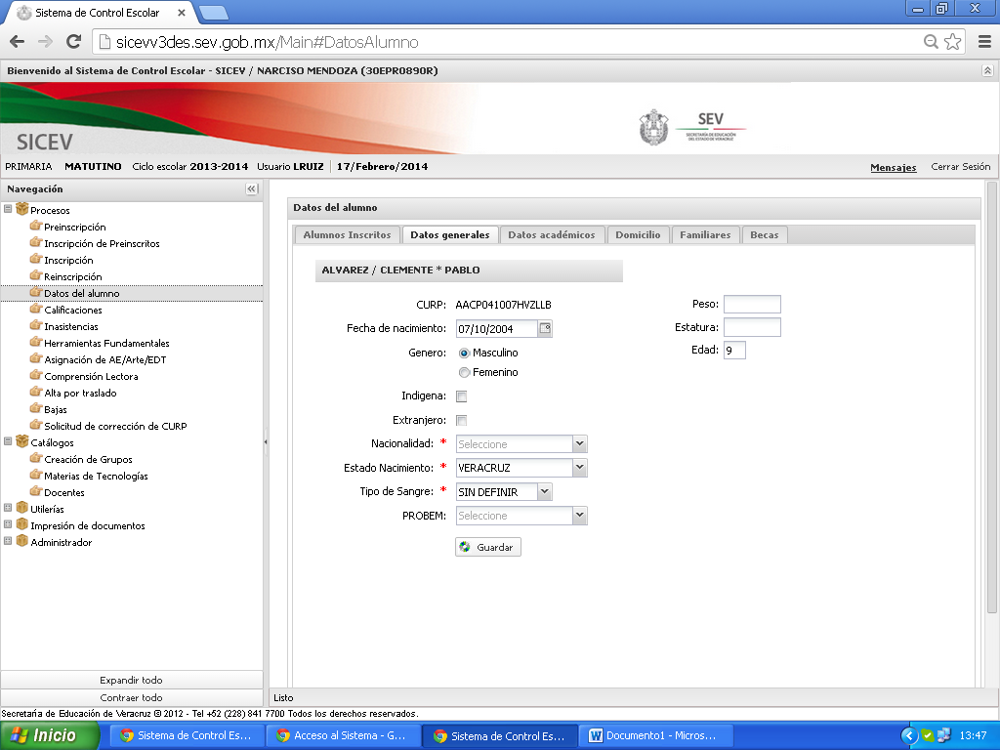 Sistema de Control Escolar
sicevv3des.sev.gob.mx/Main#DatosAlumno
Bienvenido al Sistema de Control Escolar - SICEV / NARCISO MENDOZA (30EPR0890R)
SICEV
SEV
SECRETARÍA DE EDUCACIÓN
DEL ESTADO DE VERACRUZ
PRIMARIA MATUTINO Ciclo escolar 2013-2014 Usuario LRUIZ 17/Febrero/2014 Mensajes Cerrar Sesión
Navegación
Procesos
Preinscripción
Inscripción de Preinscritos
Inscripción
Reinscripción
Datos del alumno
Calificaciones
Inasistencias
Herramientas Fundamentales
Asignación de AE/Arte/EDT
Comprensión Lectora
Alta por traslado
Bajas
Solicitud de corrección de CURP
Catálogos
Creación de Grupos
Materias de Tecnologías
Docentes
Utilerías
Impresión de documentos
Administrador
Expandir todo
Contraer todo
Datos del alumno
Alumnos Inscritos Datos generales Datos académicos Domicilio Familiares Becas
ALVAREZ / CLEMENTE * PABLO
CURP: AACP041007HVZLLB
Fecha de nacimiento: 07/10/2004
Genero: Masculino
Femenino
Indigena:
Extranjero:
Nacionalidad: * Seleccione
Estado Nacimiento: * VERACRUZ
Tipo de Sangre: * SIN DEFINIR
PROBEM: Seleccione
Guardar
Peso:
Estatura:
Edad: 9
Listo
Secretaría de Educación de Veracruz © 2012 - Tel +52 (228) 841 7700 Todos los derechos reservados.
Inicio
Sistema de Control Es...
Acceso al Sistema - G...
Sistema de Control Es...
Documento1 - Micros...
13:47